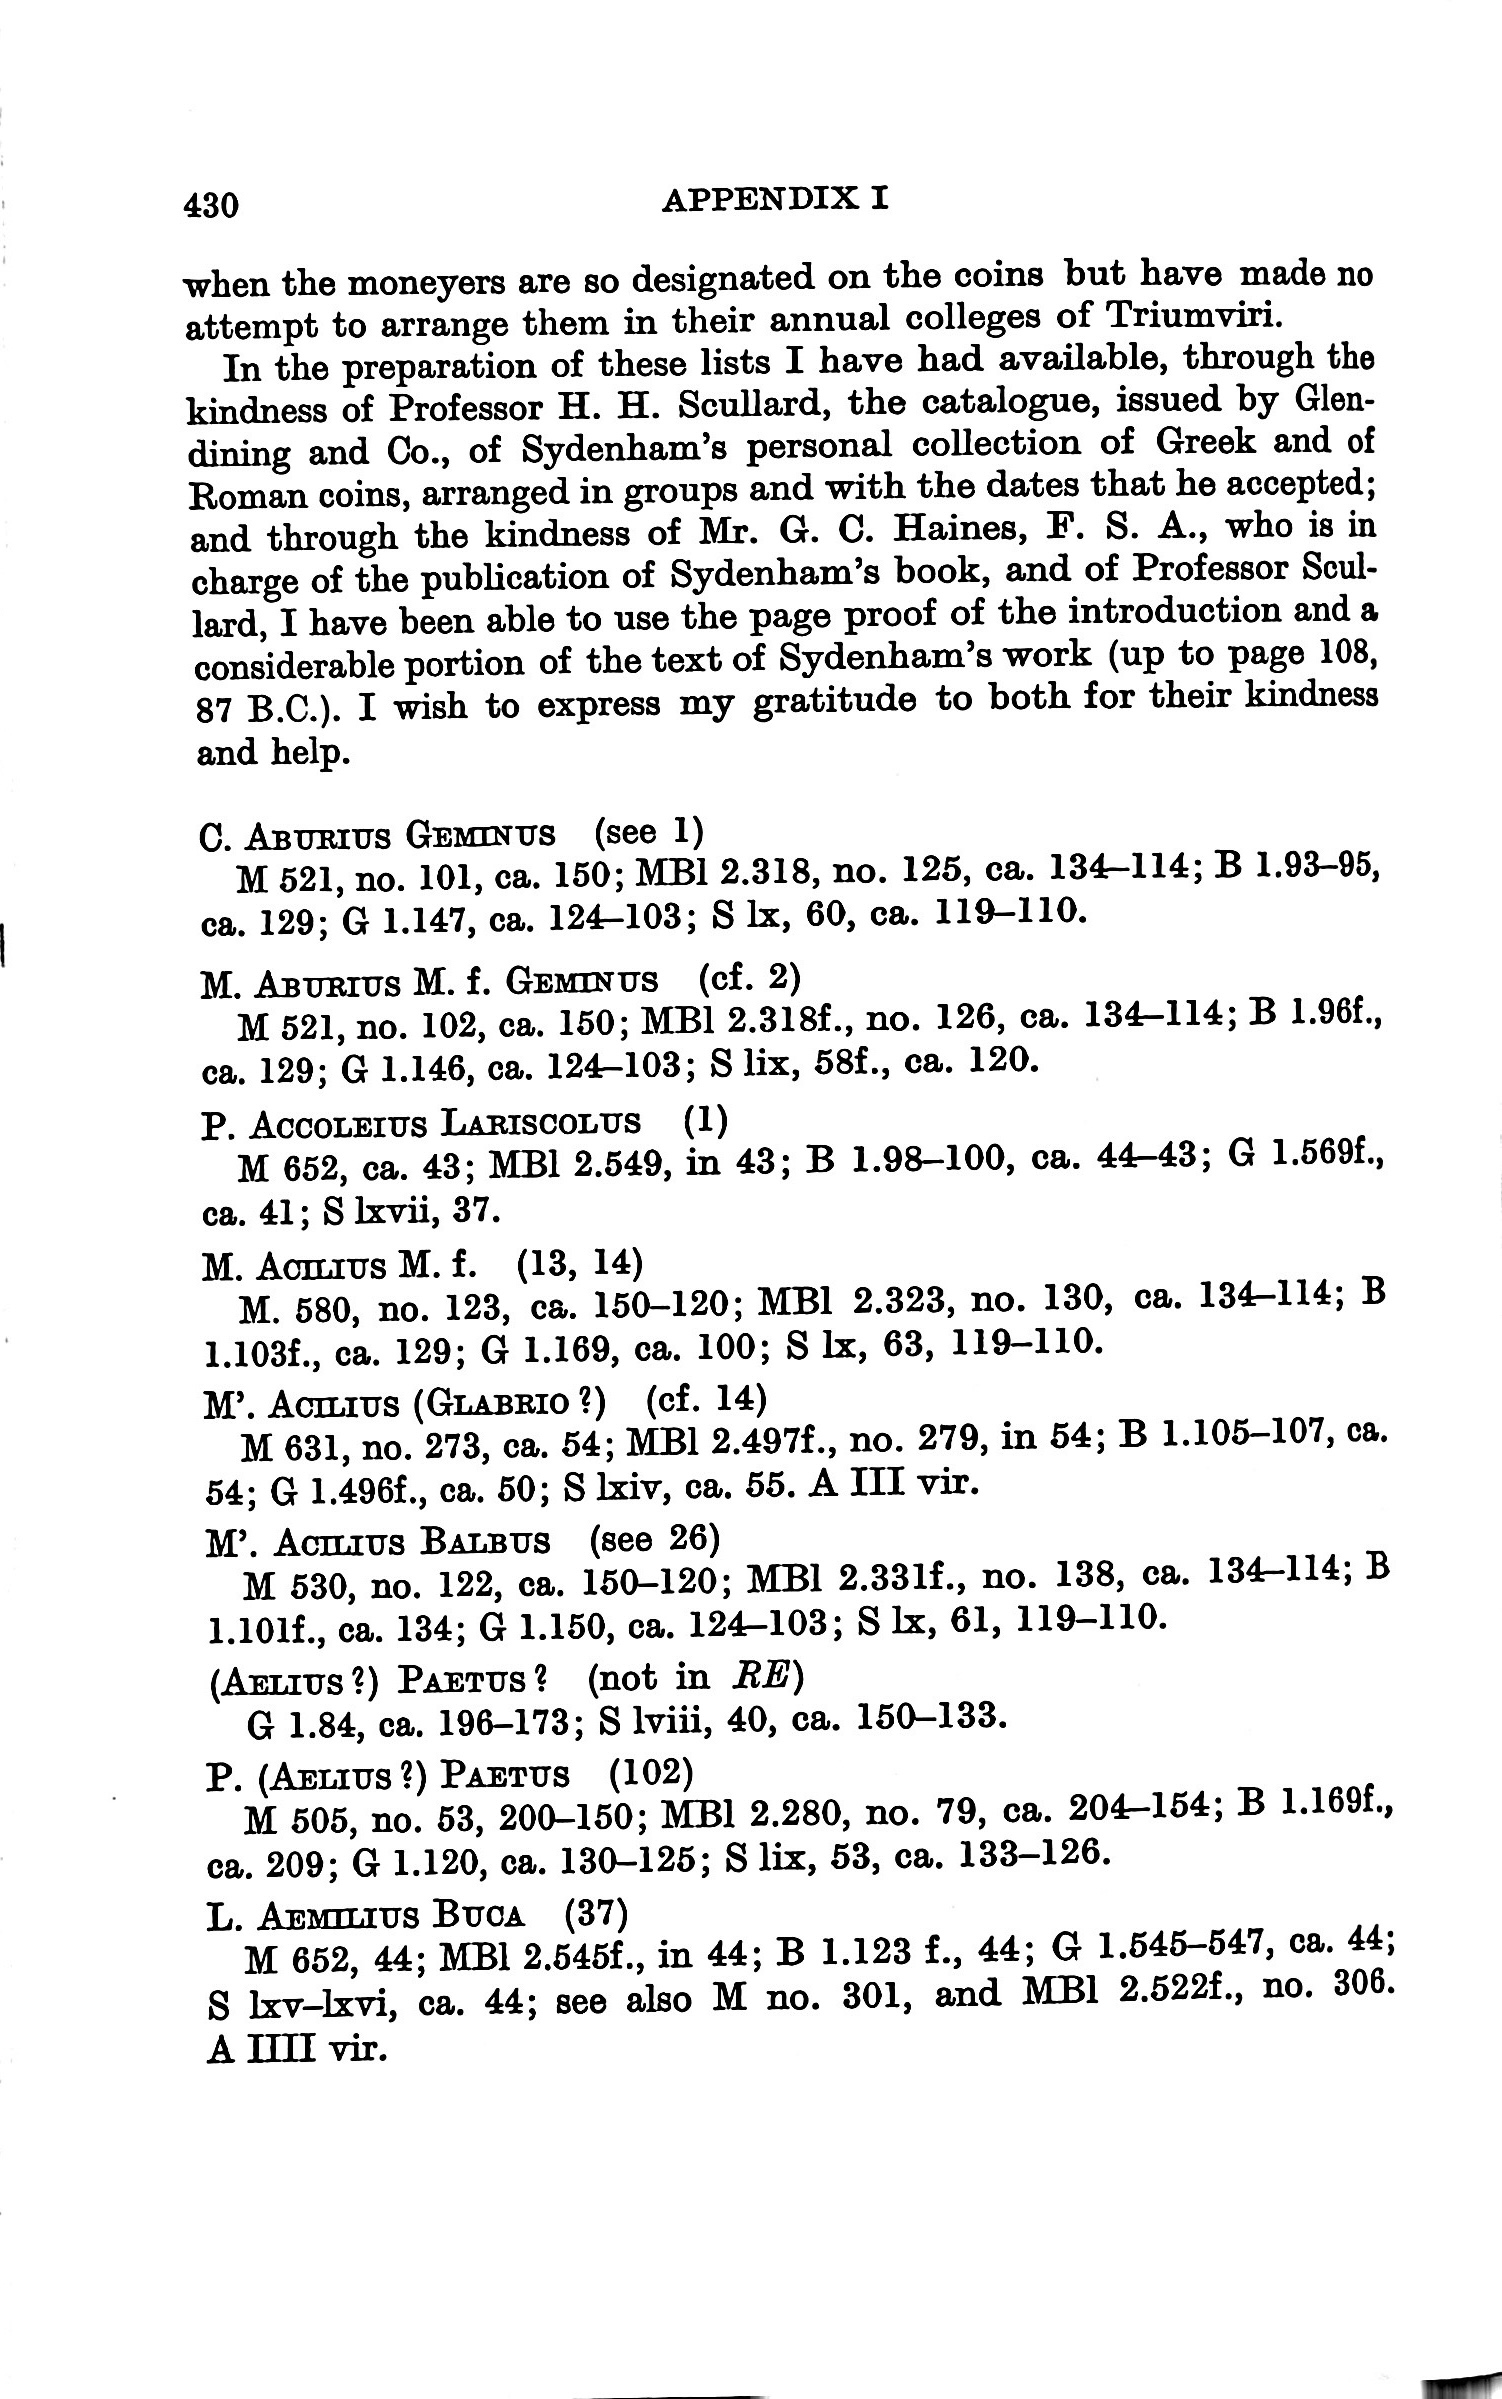 430 APPENDIX I
when the moneyers are so designated on the coins but have made no
attempt to arrange them in their annual colleges of Triumviri.
In the preparation of these lists I have had available, through the
kindness of Professor H. H. Scullard, the catalogue, issued by Glen-
dining and Co., of Sydenham's personal collection of Greek and of
Roman coins, arranged in groups and with the dates that he accepted;
and through the kindness of Mr. G. C. Haines, F. S. A., who is in
charge of the publication of Sydenham's book, and of Professor Scul-
lard, I have been able to use the page proof of the introduction and a
considerable portion of the text of Sydenham's work (up to page 108,
87 B.C.). I wish to express my gratitude to both for their kindness
and help.
C. ABURIUS GEMINUS (see 1)
M 521, no. 101, ca. 150; MBl 2.318, no. 125, ca. 134–114; B 1.93–95,
ca. 129; G 1.147, ca. 124–103; S lx, 60, ca. 119–110.
M. ABURIUS M. f. GEMINUS (cf. 2)
M 521, no. 102, ca. 150; MBl 2.318f., no. 126, ca. 134–114; B 1.96f.,
ca. 129; G 1.146, ca. 124–103; S lix, 58f., ca. 120.
P. ACCOLEIUS LARISCOLUS (1)
M 652, ca. 43; MBl 2.549, in 43; B 1.98–100, ca. 44–43; G 1.569f.,
ca. 41; S lxvii, 37.
M. ACILIUS M. f. (13, 14)
M. 580, no. 123, ca. 150–120; MBl 2.323, no. 130, ca. 134–114; B
1.103f., ca. 129; G 1.169, ca. 100; S lx, 63, 119–110.
M'. ACILIUS (GLABRIO?) (cf. 14)
M 631, no. 273, ca. 54; MBl 2.497f., no. 279, in 54; B 1.105–107, ca.
54; G 1.496f., ca. 50; S lxiv, ca. 55. A III vir.
M'. ACILIUS BALBUS (see 26)
M 530, no. 122, ca. 150–120; MBl 2.331f., no. 138, ca. 134–114; B
1.101f., ca. 134; G 1.150, ca. 124–103; S lx, 61, 119–110.
(AELIUS?) PAETUS? (not in RE)
G 1.84, ca. 196–173; S lviii, 40, ca. 150–133.
P. (AELIUS?) PAETUS (102)
M 505, no. 53, 200–150; MBl 2.280, no. 79, ca. 204–154; B 1.169f.,
ca. 209; G 1.120, ca. 130–125; S lix, 53, ca. 133–126.
L. AEMILIUS BUCA (37)
M 652, 44; MBl 2.545f., in 44; B 1.123 f., 44; G 1.545–547, ca. 44;
S lxv–lxvi, ca. 44; see also M no. 301, and MBl 2.522f., no. 306.
A IIII vir.